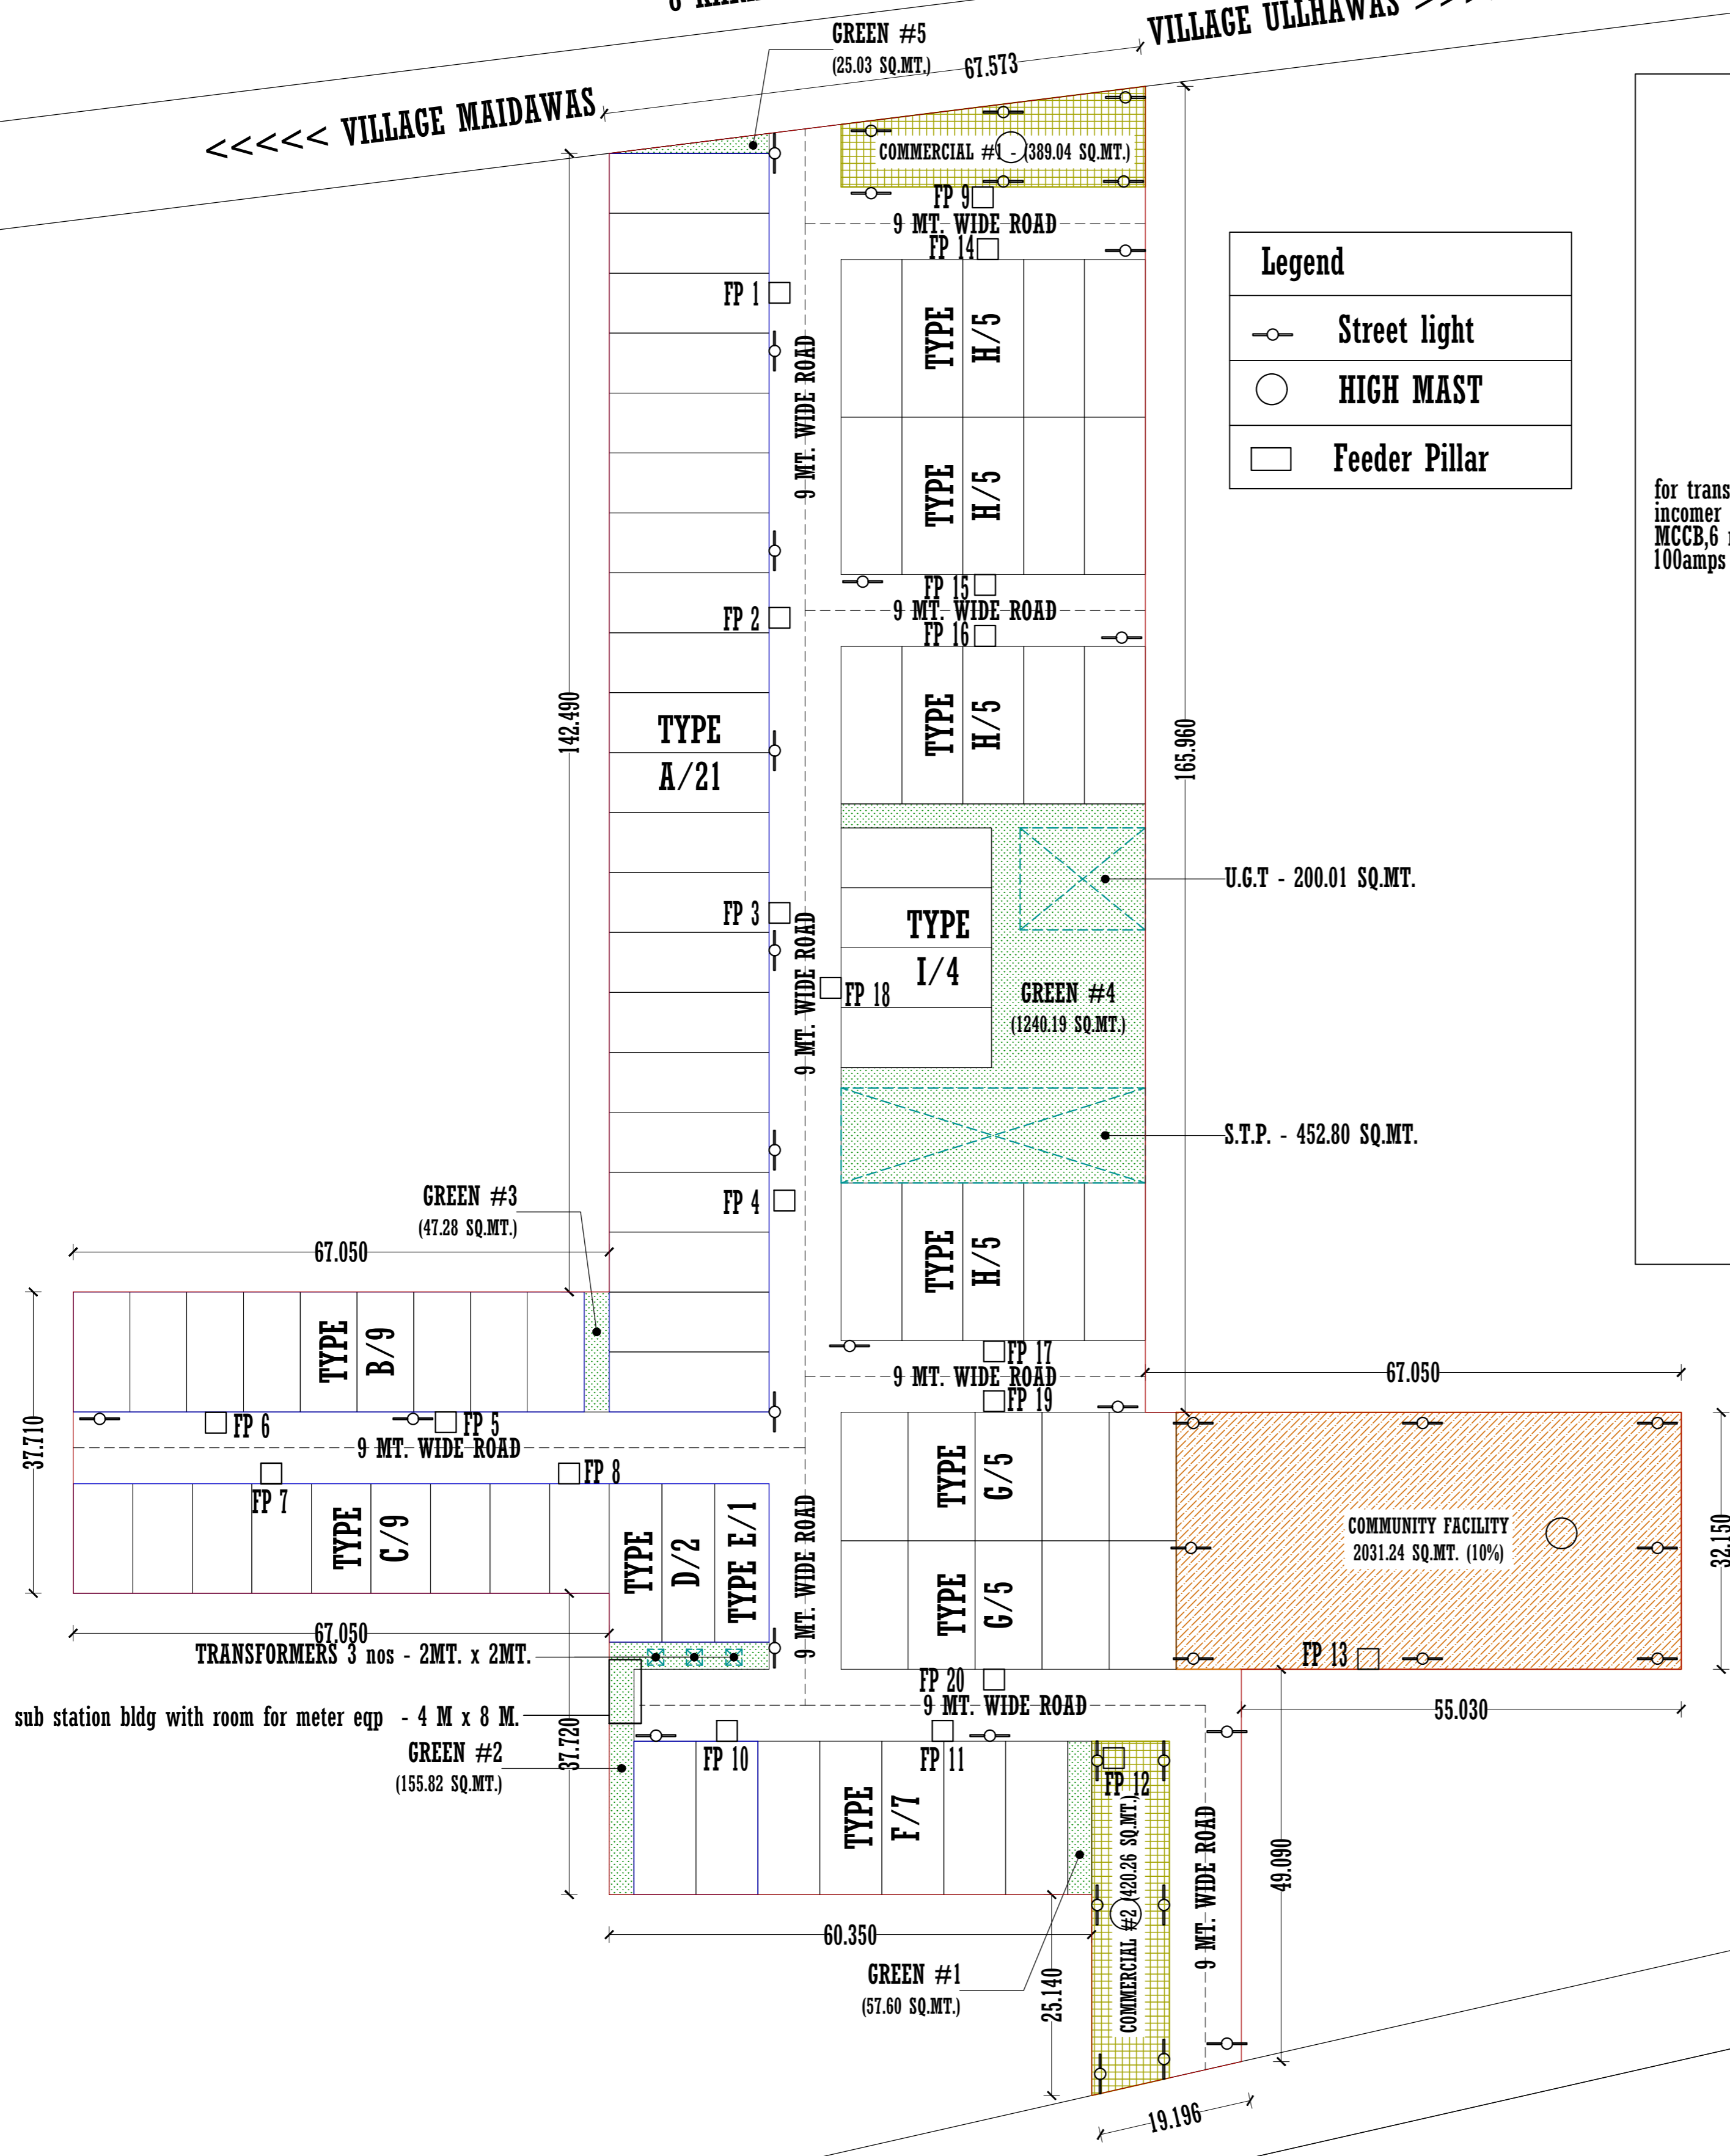 VILLAGE ULLHAWAS
GREEN #5
(25.03 SQ.MT.)
67.573
<<<<< VILLAGE MAIDAWAS
COMMERCIAL #1 - (389.04 SQ.MT.)
FP 9
9 MT. WIDE ROAD
FP 14
Legend
Street light
HIGH MAST
Feeder Pillar
FP 1
TYPE
H/5
9 MT. WIDE ROAD
TYPE
H/5
for trans
incomer
MCCB,6
100amps
FP 15
9 MT. WIDE ROAD
FP 2
FP 16
TYPE
H/5
142.490
165.960
TYPE
A/21
U.G.T - 200.01 SQ.MT.
FP 3
9 MT. WIDE ROAD
TYPE
I/4
FP 18
GREEN #4
(1240.19 SQ.MT.)
S.T.P. - 452.80 SQ.MT.
GREEN #3
(47.28 SQ.MT.)
FP 4
67.050
TYPE
H/5
TYPE
B/9
FP 17
9 MT. WIDE ROAD
67.050
FP 19
FP 6
FP 5
9 MT. WIDE ROAD
37.710
FP 8
FP 7
TYPE
C/9
TYPE
D/2
TYPE E/1
9 MT. WIDE ROAD
TYPE
G/5
TYPE
G/5
COMMUNITY FACILITY
2031.24 SQ.MT. (10%)
32.150
67.050
TRANSFORMERS 3 nos - 2MT. x 2MT.
FP 13
FP 20
9 MT. WIDE ROAD
55.030
sub station bldg with room for meter eqp - 4 M x 8 M.
37.720
GREEN #2
(155.82 SQ.MT.)
FP 10
FP 11
FP 12
TYPE
F/7
COMMERCIAL #2 (420.26 SQ.MT.)
9 MT. WIDE ROAD
49.090
60.350
GREEN #1
(57.60 SQ.MT.)
25.140
19.196